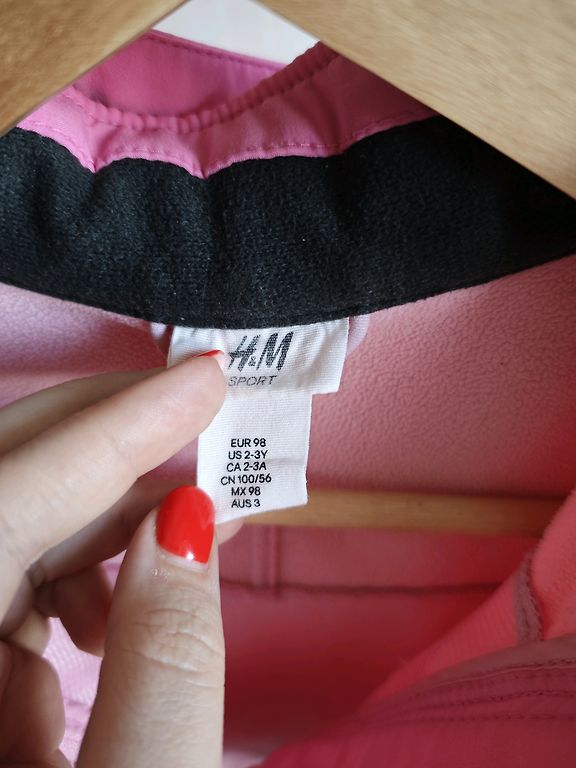 H&M
SPORT
EUR 98
US 2-3Y
CA 2-3A
CN 100/56
MX 98
AUS 3